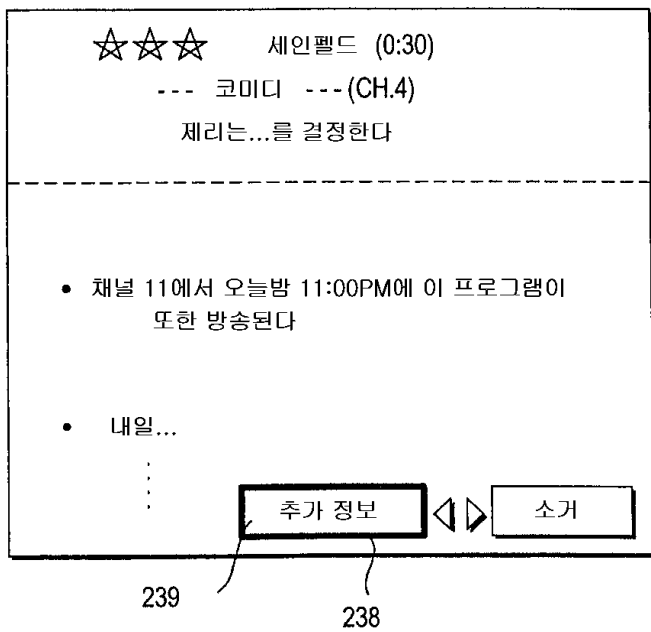 ☆☆☆ 세인펠드 (0:30)
--- 코미디 ---(CH.4)
제리는...를 결정한다
• 채널 11에서 오늘밤 11:00PM에 이 프로그램이
또한 방송된다
• 내일...
추가 정보 소거
239
238